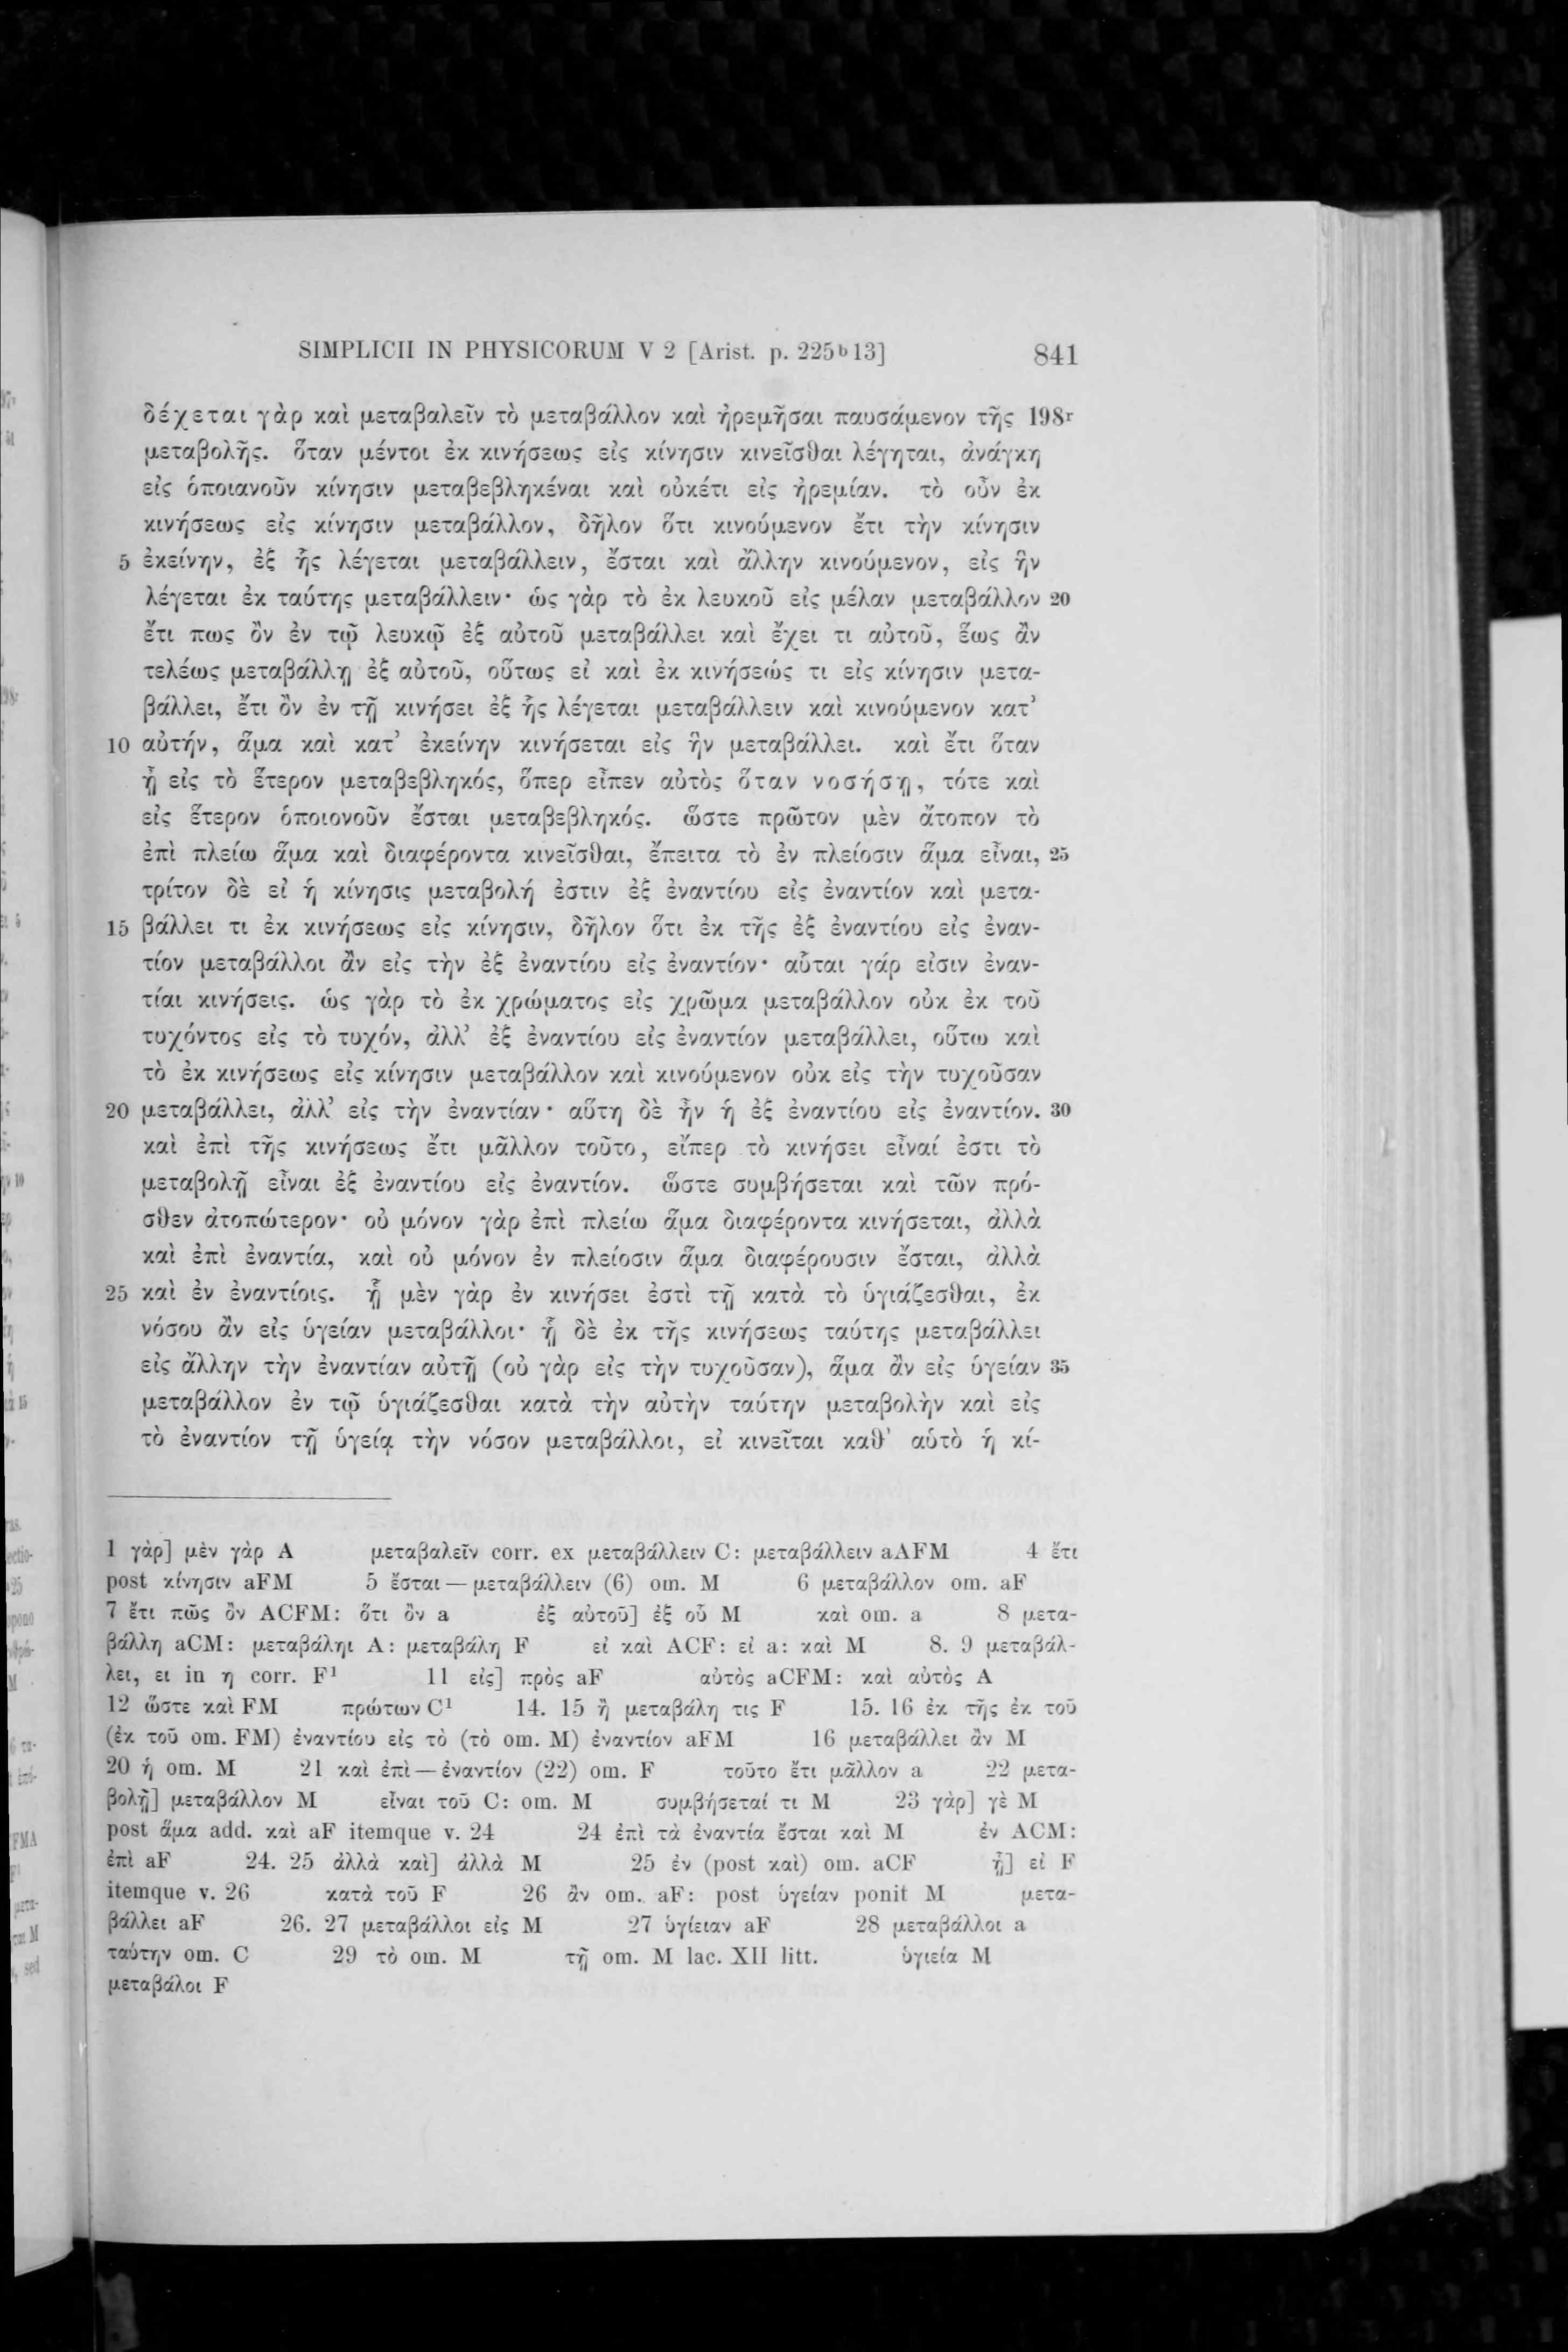 SIMPLICII IN PHYSICORUM V 2 [Arist. p. 225ᵇ13] 841
δέχεται γὰρ καὶ μεταβαλεῖν τὸ μεταβάλλον καὶ ἠρεμῆσαι παυσάμενον τῆς 198ʳ
μεταβολῆς. ὅταν μέντοι ἐκ κινήσεως εἰς κίνησιν κινεῖσθαι λέγηται, ἀνάγκη
εἰς ὁποιανοῦν κίνησιν μεταβεβληκέναι καὶ οὐκέτι εἰς ἠρεμίαν. τὸ οὖν ἐκ
κινήσεως εἰς κίνησιν μεταβάλλον, δῆλον ὅτι κινούμενον ἔτι τὴν κίνησιν
5 ἐκείνην, ἐξ ἧς λέγεται μεταβάλλειν, ἔσται καὶ ἄλλην κινούμενον, εἰς ἣν
λέγεται ἐκ ταύτης μεταβάλλειν· ὡς γὰρ τὸ ἐκ λευκοῦ εἰς μέλαν μεταβάλλον 20
ἔτι πως ὂν ἐν τῷ λευκῷ ἐξ αὐτοῦ μεταβάλλει καὶ ἔχει τι αὐτοῦ, ἕως ἂν
τελέως μεταβάλλῃ ἐξ αὐτοῦ, οὕτως εἰ καὶ ἐκ κινήσεώς τι εἰς κίνησιν μετα-
βάλλει, ἔτι ὂν ἐν τῇ κινήσει ἐξ ἧς λέγεται μεταβάλλειν καὶ κινούμενον κατ’
10 αὐτήν, ἅμα καὶ κατ’ ἐκείνην κινήσεται εἰς ἣν μεταβάλλει. καὶ ἔτι ὅταν
ᾖ εἰς τὸ ἕτερον μεταβεβληκός, ὅπερ εἶπεν αὐτὸς ὅταν νοσήσῃ, τότε καὶ
εἰς ἕτερον ὁποιονοῦν ἔσται μεταβεβληκός. ὥστε πρῶτον μὲν ἄτοπον τὸ
ἐπὶ πλείω ἅμα καὶ διαφέροντα κινεῖσθαι, ἔπειτα τὸ ἐν πλείοσιν ἅμα εἶναι, 25
τρίτον δὲ εἰ ἡ κίνησις μεταβολή ἐστιν ἐξ ἐναντίου εἰς ἐναντίον καὶ μετα-
15 βάλλει τι ἐκ κινήσεως εἰς κίνησιν, δῆλον ὅτι ἐκ τῆς ἐξ ἐναντίου εἰς ἐναν-
τίον μεταβάλλοι ἂν εἰς τὴν ἐξ ἐναντίου εἰς ἐναντίον· αὗται γάρ εἰσιν ἐναν-
τίαι κινήσεις. ὡς γὰρ τὸ ἐκ χρώματος εἰς χρῶμα μεταβάλλον οὐκ ἐκ τοῦ
τυχόντος εἰς τὸ τυχόν, ἀλλ’ ἐξ ἐναντίου εἰς ἐναντίον μεταβάλλει, οὕτω καὶ
τὸ ἐκ κινήσεως εἰς κίνησιν μεταβάλλον καὶ κινούμενον οὐκ εἰς τὴν τυχοῦσαν
20 μεταβάλλει, ἀλλ’ εἰς τὴν ἐναντίαν· αὕτη δὲ ἦν ἡ ἐξ ἐναντίου εἰς ἐναντίον. 30
καὶ ἐπὶ τῆς κινήσεως ἔτι μᾶλλον τοῦτο, εἴπερ τὸ κινήσει εἶναί ἐστι τὸ
μεταβολῇ εἶναι ἐξ ἐναντίου εἰς ἐναντίον. ὥστε συμβήσεται καὶ τῶν πρό-
σθεν ἀτοπώτερον· οὐ μόνον γὰρ ἐπὶ πλείω ἅμα διαφέροντα κινήσεται, ἀλλὰ
καὶ ἐπὶ ἐναντία, καὶ οὐ μόνον ἐν πλείοσιν ἅμα διαφέρουσιν ἔσται, ἀλλὰ
25 καὶ ἐν ἐναντίοις. ᾗ μὲν γὰρ ἐν κινήσει ἐστὶ τῇ κατὰ τὸ ὑγιάζεσθαι, ἐκ
νόσου ἂν εἰς ὑγείαν μεταβάλλοι· ᾗ δὲ ἐκ τῆς κινήσεως ταύτης μεταβάλλει
εἰς ἄλλην τὴν ἐναντίαν αὐτῇ (οὐ γὰρ εἰς τὴν τυχοῦσαν), ἅμα ἂν εἰς ὑγείαν 35
μεταβάλλον ἐν τῷ ὑγιάζεσθαι κατὰ τὴν αὐτὴν ταύτην μεταβολὴν καὶ εἰς
τὸ ἐναντίον τῇ ὑγείᾳ τὴν νόσον μεταβάλλοι, εἰ κινεῖται καθ’ αὑτὸ ἡ κί-
1 γὰρ] μὲν γὰρ A μεταβαλεῖν corr. ex μεταβάλλειν C: μεταβάλλειν aAFM 4 ἔτι
post κίνησιν aFM 5 ἔσται — μεταβάλλειν (6) om. M 6 μεταβάλλον om. aF
7 ἔτι πῶς ὂν ACFM: ὅτι ὂν a ἐξ αὐτοῦ] ἐξ οὗ M καὶ om. a 8 μετα-
βάλλη aCM: μεταβάληι A: μεταβάλη F εἰ καὶ ACF: εἰ a: καὶ M 8. 9 μεταβάλ-
λει, ει in η corr. F¹ 11 εἰς] πρὸς aF αὐτὸς aCFM: καὶ αὐτὸς A
12 ὥστε καὶ FM πρώτων C¹ 14. 15 ἢ μεταβάλη τις F 15. 16 ἐκ τῆς ἐκ τοῦ
(ἐκ τοῦ om. FM) ἐναντίου εἰς τὸ (τὸ om. M) ἐναντίον aFM 16 μεταβάλλει ἂν M
20 ἡ om. M 21 καὶ ἐπὶ — ἐναντίον (22) om. F τοῦτο ἔτι μᾶλλον a 22 μετα-
βολῇ] μεταβάλλον M εἶναι τοῦ C: om. M συμβήσεταί τι M 23 γὰρ] γὲ M
post ἅμα add. καὶ aF itemque v. 24 24 ἐπὶ τὰ ἐναντία ἔσται καὶ M ἐν ACM:
ἐπὶ aF 24. 25 ἀλλὰ καὶ] ἀλλὰ M 25 ἐν (post καὶ) om. aCF ᾗ] εἰ F
itemque v. 26 κατὰ τοῦ F 26 ἂν om. aF: post ὑγείαν ponit M μετα-
βάλλει aF 26. 27 μεταβάλλοι εἰς M 27 ὑγίειαν aF 28 μεταβάλλοι a
ταύτην om. C 29 τὸ om. M τῇ om. M lac. XII litt. ὑγιεία M
μεταβάλοι F